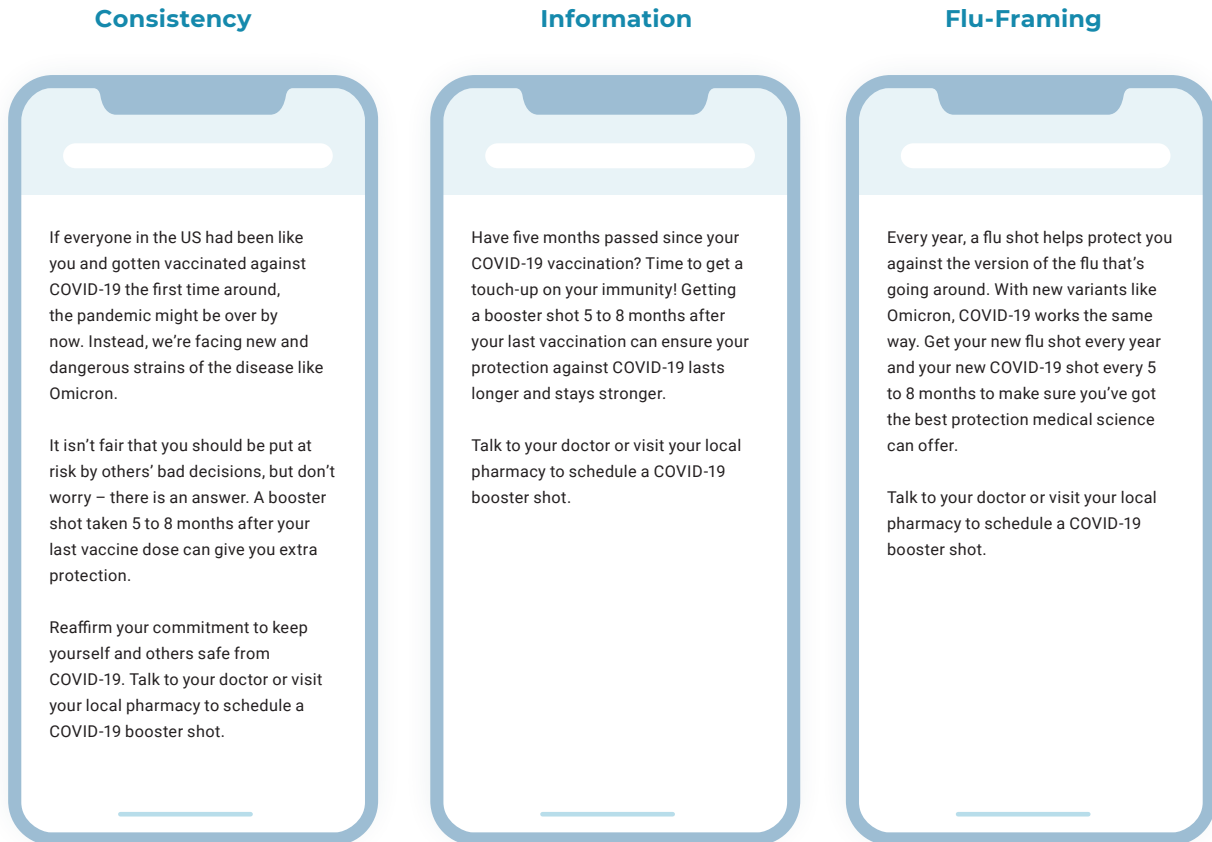 Consistency
If everyone in the US had been like
you and gotten vaccinated against
COVID-19 the first time around,
the pandemic might be over by
now. Instead, we’re facing new and
dangerous strains of the disease like
Omicron.
It isn’t fair that you should be put at
risk by others’ bad decisions, but don’t
worry – there is an answer. A booster
shot taken 5 to 8 months after your
last vaccine dose can give you extra
protection.
Reaffirm your commitment to keep
yourself and others safe from
COVID-19. Talk to your doctor or visit
your local pharmacy to schedule a
COVID-19 booster shot.
Information
Have five months passed since your
COVID-19 vaccination? Time to get a
touch-up on your immunity! Getting
a booster shot 5 to 8 months after
your last vaccination can ensure your
protection against COVID-19 lasts
longer and stays stronger.
Talk to your doctor or visit your local
pharmacy to schedule a COVID-19
booster shot.
Flu-Framing
Every year, a flu shot helps protect you
against the version of the flu that’s
going around. With new variants like
Omicron, COVID-19 works the same
way. Get your new flu shot every year
and your new COVID-19 shot every 5
to 8 months to make sure you’ve got
the best protection medical science
can offer.
Talk to your doctor or visit your local
pharmacy to schedule a COVID-19
booster shot.